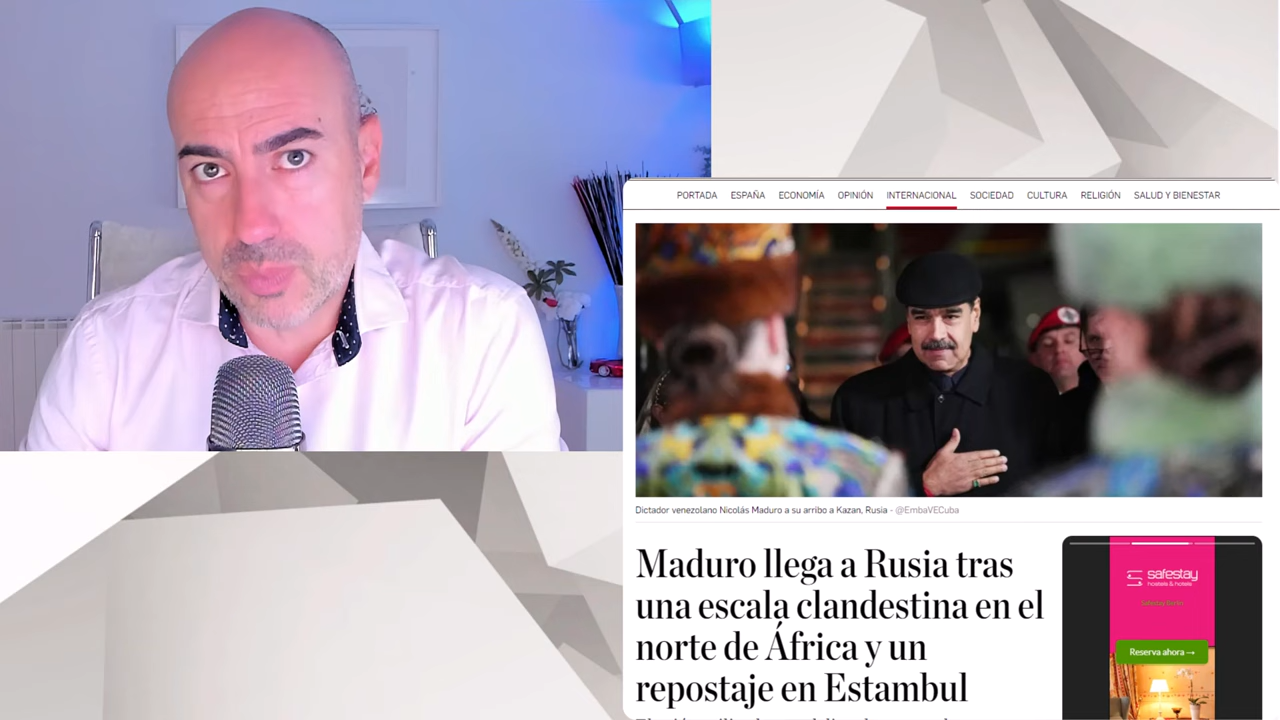 PORTADA ESPAÑA ECONOMÍA OPINIÓN INTERNACIONAL SOCIEDAD CULTURA RELIGIÓN SALUD Y BIENESTAR
Dictador venezolano Nicolás Maduro a su arribo a Kazan, Rusia - @EmbaVECuba
Maduro llega a Rusia tras
una escala clandestina en el
norte de África y un
repostaje en Estambul
safestay
hostels & hotels
Reserva ahora →